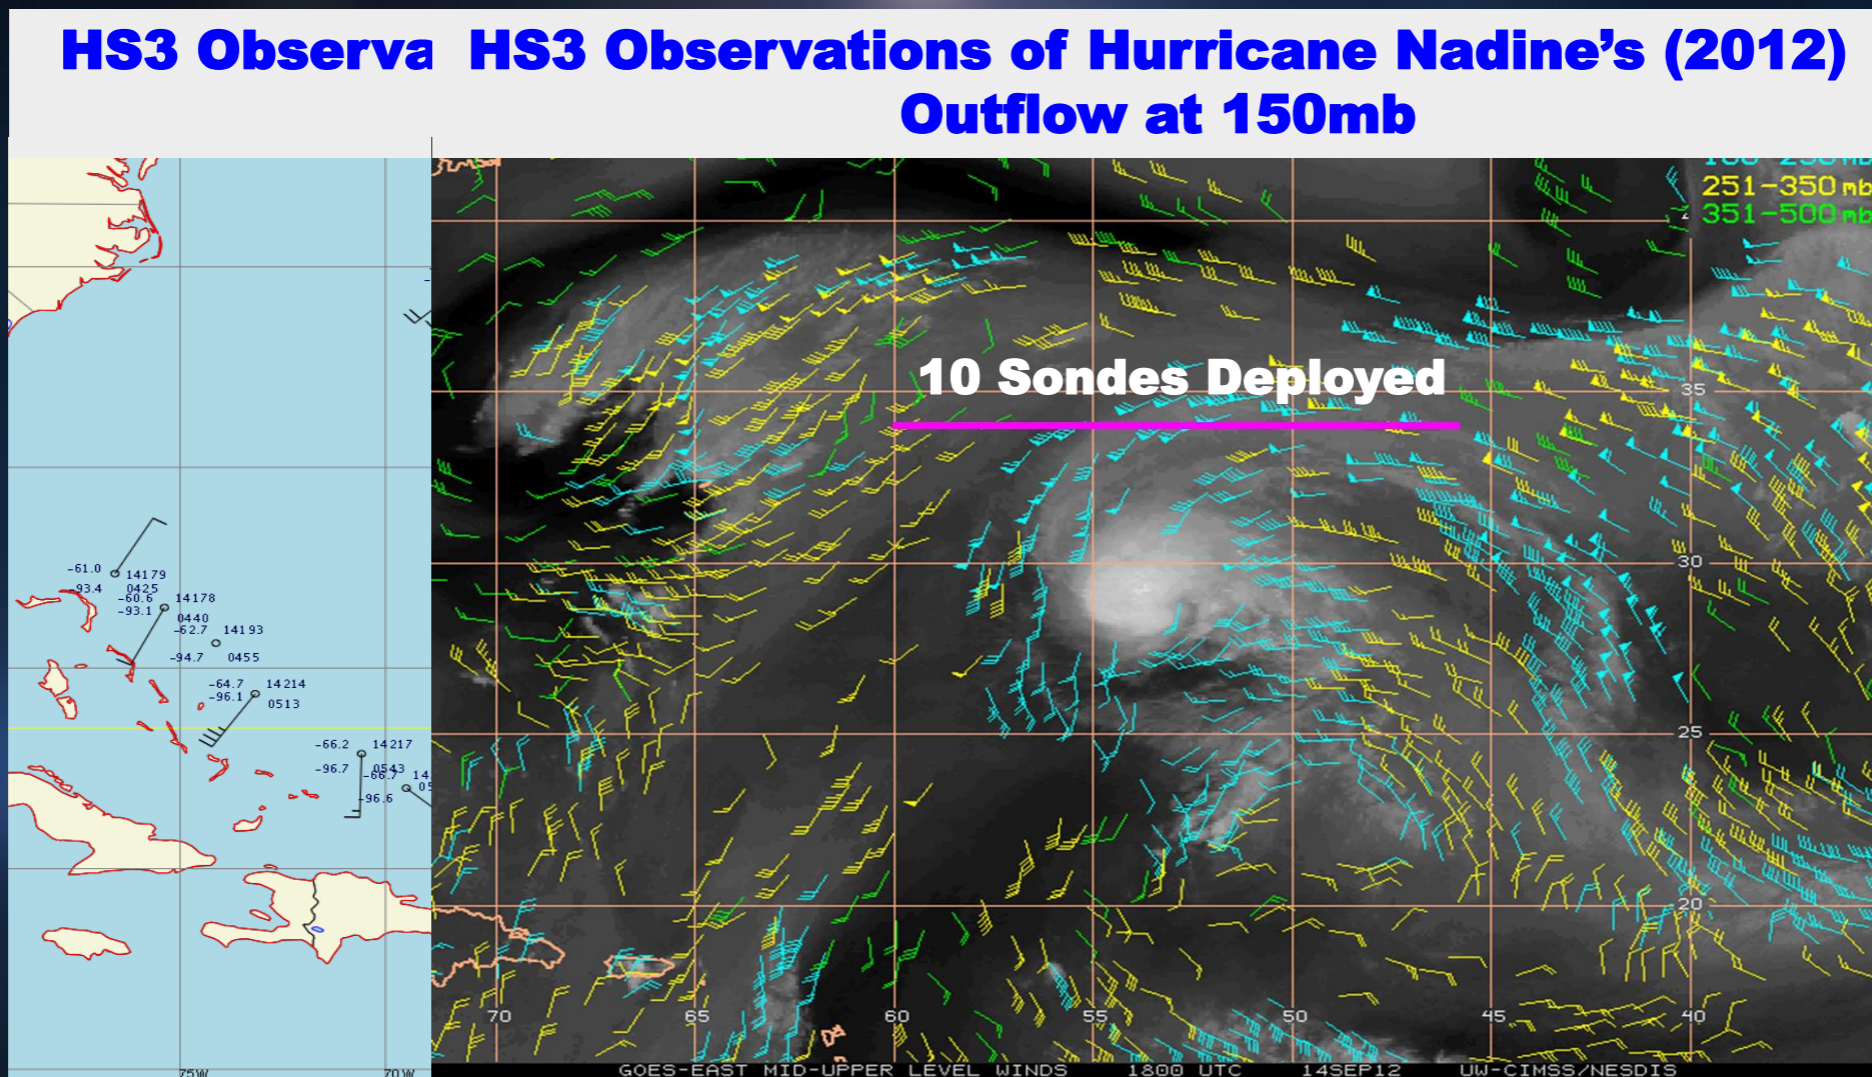 HS3 Observa
HS3 Observations of Hurricane Nadine's (2012)
Outflow at 150mb
251-350 mb
351-500 mb
10 Sondes Deployed
35
30
25
20
70 65 60 55 50 45 40
-61.0 14179
-93.4 0425
-60.6 14178
-93.1 0440
-62.7 14193
-94.7 0455
-64.7 14214
-96.1 0513
-66.2 14217
-96.7 0543
-66.7 14
-96.6 05
75W 70W
GOES-EAST MID-UPPER LEVEL WINDS 1800 UTC 14SEP12 UW-CIMSS/NESDIS